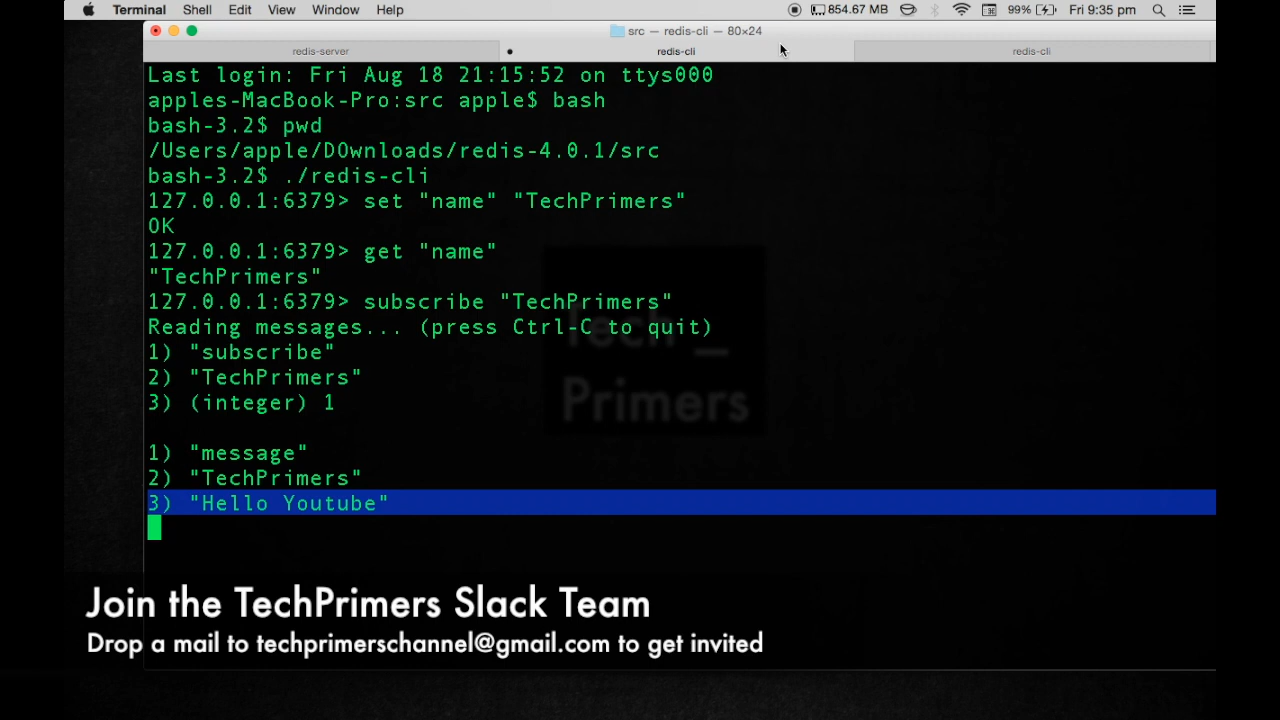 Terminal Shell Edit View Window Help 854.67 MB 99% Fri 9:35 pm
src — redis-cli — 80×24
redis-server redis-cli redis-cli
Last login: Fri Aug 18 21:15:52 on ttys000
apples-MacBook-Pro:src apple$ bash
bash-3.2$ pwd
/Users/apple/DOwnloads/redis-4.0.1/src
bash-3.2$ ./redis-cli
127.0.0.1:6379> set "name" "TechPrimers"
OK
127.0.0.1:6379> get "name"
"TechPrimers"
127.0.0.1:6379> subscribe "TechPrimers"
Reading messages... (press Ctrl-C to quit)
1) "subscribe"
2) "TechPrimers"
3) (integer) 1
1) "message"
2) "TechPrimers"
3) "Hello Youtube"
Tech _
Primers
Join the TechPrimers Slack Team
Drop a mail to techprimerschannel@gmail.com to get invited